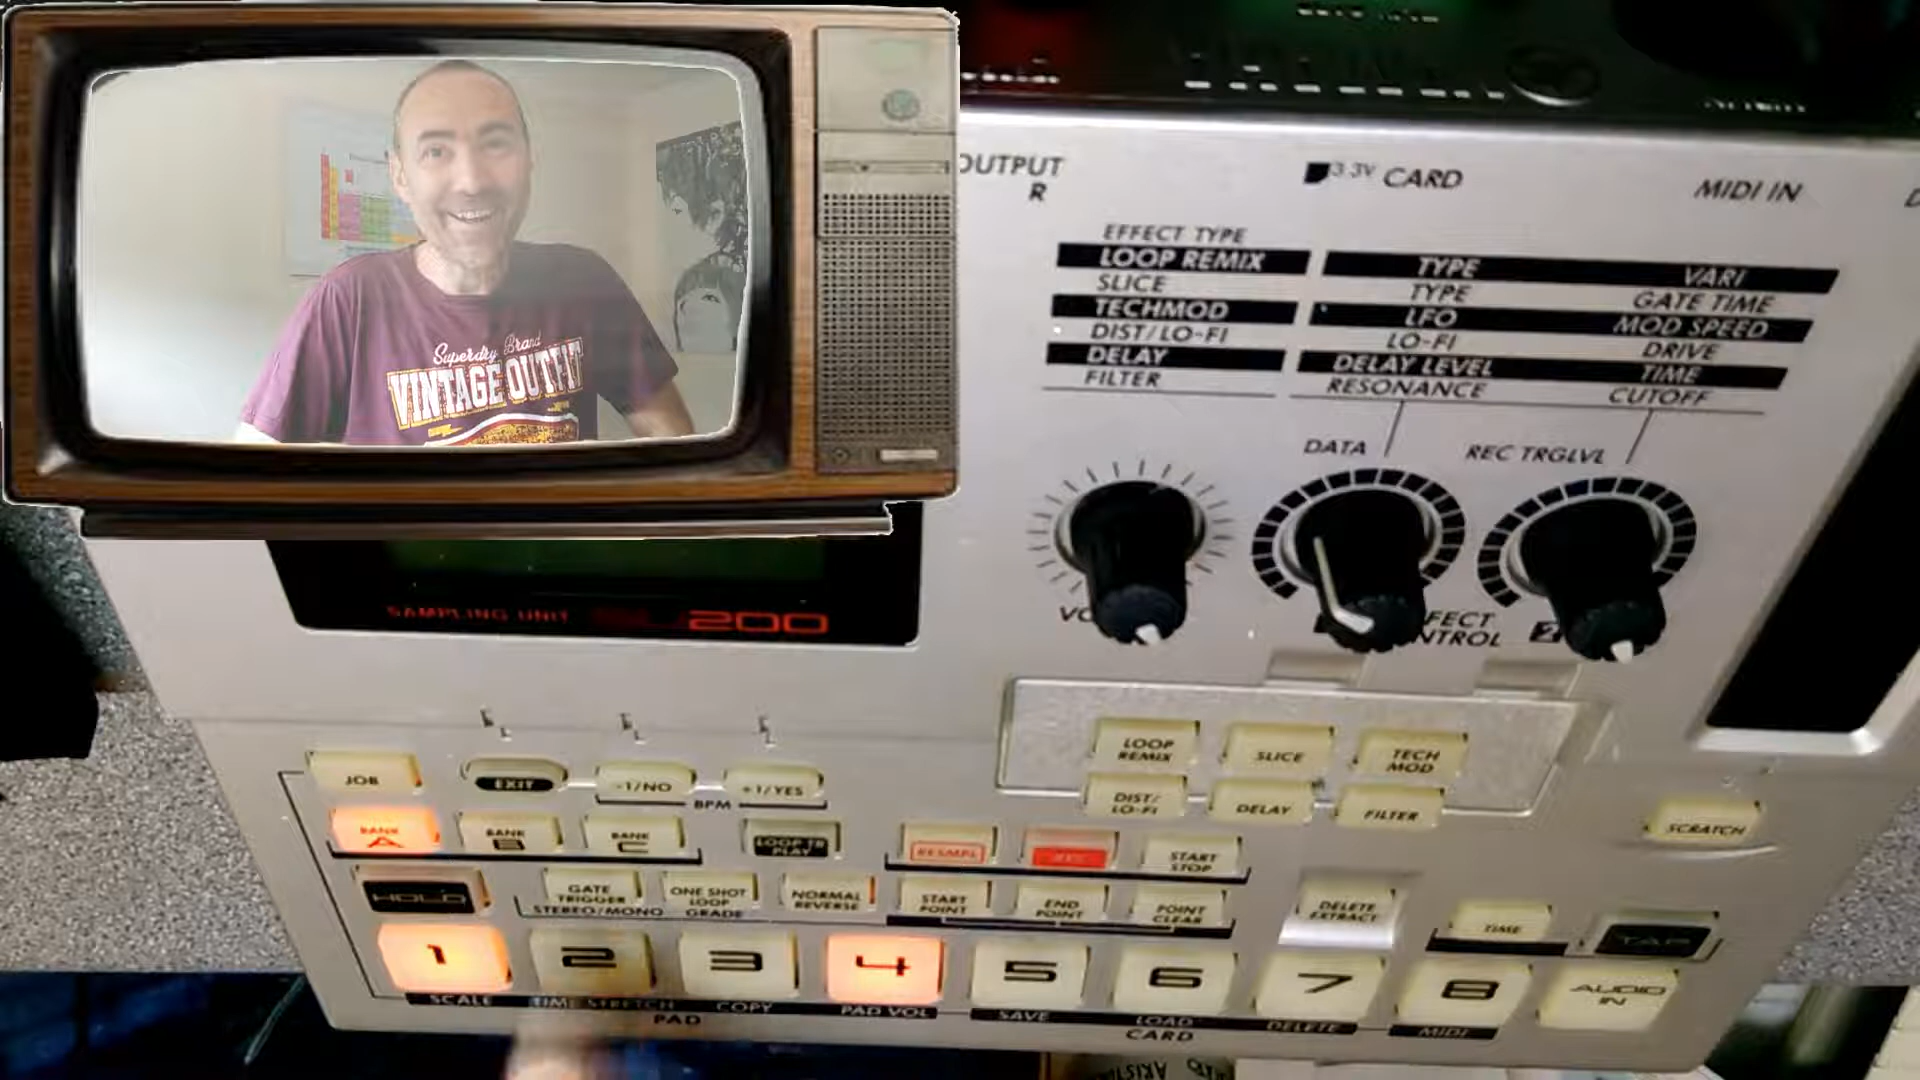 Superdry Brand
VINTAGE OUTFIT
OUTPUT
R
3.3V CARD
MIDI IN
EFFECT TYPE
LOOP REMIX TYPE VARI
SLICE TYPE GATE TIME
TECHMOD LFO MOD SPEED
DIST/LO-FI LO-FI DRIVE
DELAY DELAY LEVEL TIME
FILTER RESONANCE CUTOFF
DATA
REC TRGLVL
SAMPLING UNIT SU200
2
LOOP REMIX
SLICE
TECH MOD
DIST/ LO-FI
DELAY
FILTER
JOB
EXIT
-1/NO
+1/YES
BPM
BANK A
BANK B
BANK C
LOOP TR PLAY
RESMPL
REC
START STOP
SCRATCH
HOLD
GATE TRIGGER
ONE SHOT LOOP
NORMAL REVERSE
STEREO/MONO
GRADE
START POINT
END POINT
POINT CLEAR
DELETE EXTRACT
TIME
TAP
1
2
3
4
5
6
7
8
AUDIO IN
SCALE
TIME STRETCH
COPY
PAD VOL
SAVE
LOAD
DELETE
MIDI
PAD
CARD